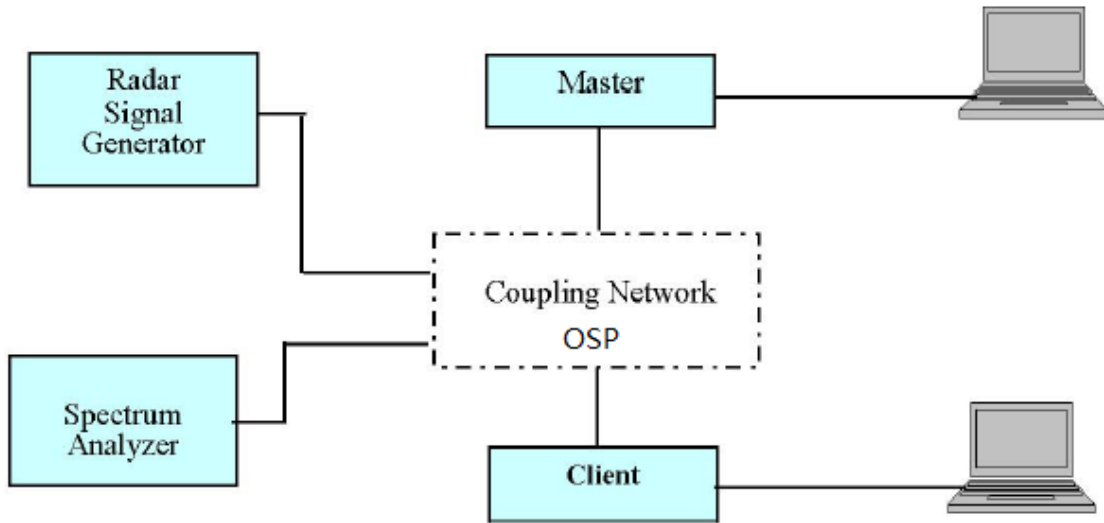 Radar
Signal
Generator
Master
Coupling Network
OSP
Spectrum
Analyzer
Client